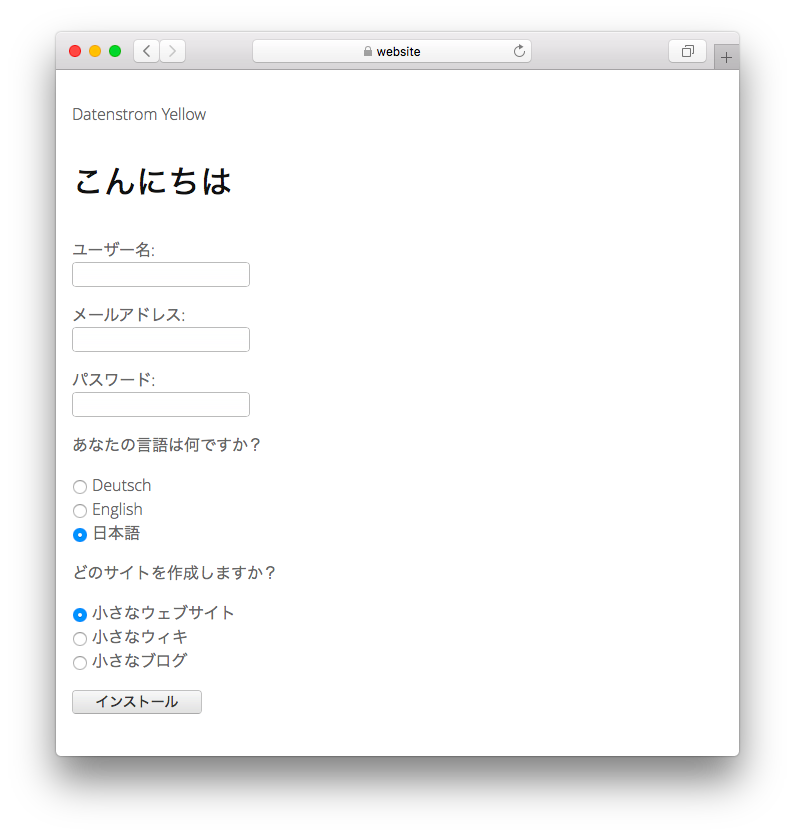 website
Datenstrom Yellow
こんにちは
ユーザー名:
メールアドレス:
パスワード:
あなたの言語は何ですか？
Deutsch
English
日本語
どのサイトを作成しますか？
小さなウェブサイト
小さなウィキ
小さなブログ
インストール